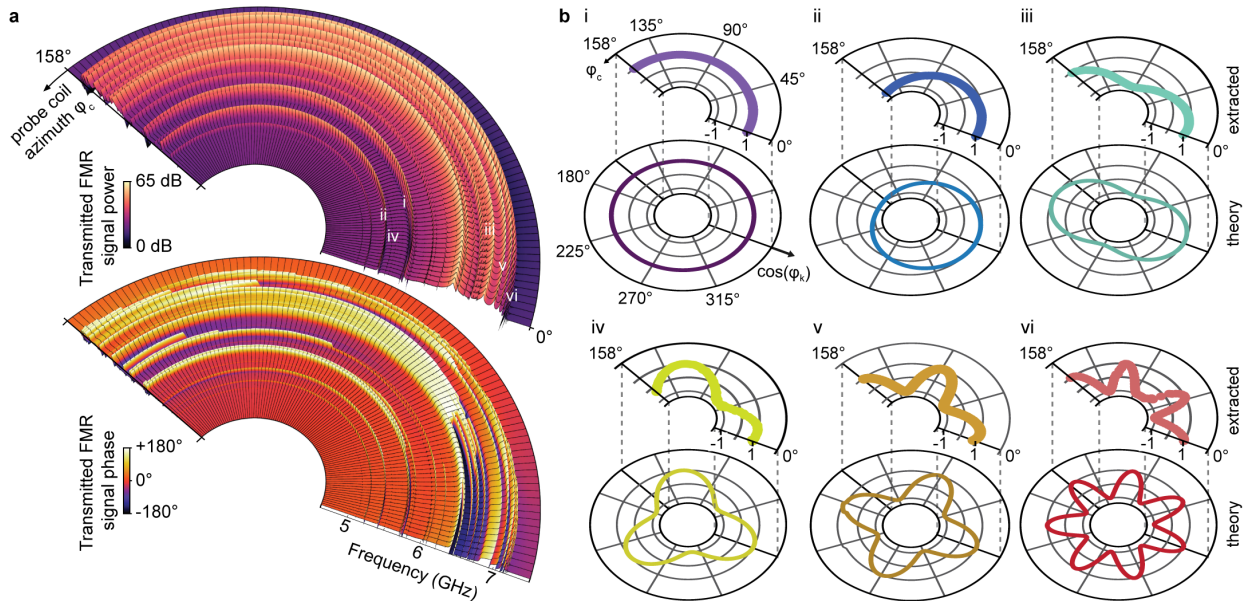 a
158°
probe coil
azimuth φc
Transmitted FMR
signal power
65 dB
0 dB
i
ii
iii
iv
v
vi
0°
Transmitted FMR
signal phase
+180°
0°
-180°
5
6
7
Frequency (GHz)
b
i
158°
135°
90°
45°
φc
-1
1
0°
180°
225°
270°
315°
cos(φk)
ii
158°
-1
1
0°
iii
158°
-1
1
0°
extracted
theory
iv
158°
-1
1
0°
v
158°
-1
1
0°
vi
158°
-1
1
0°
extracted
theory